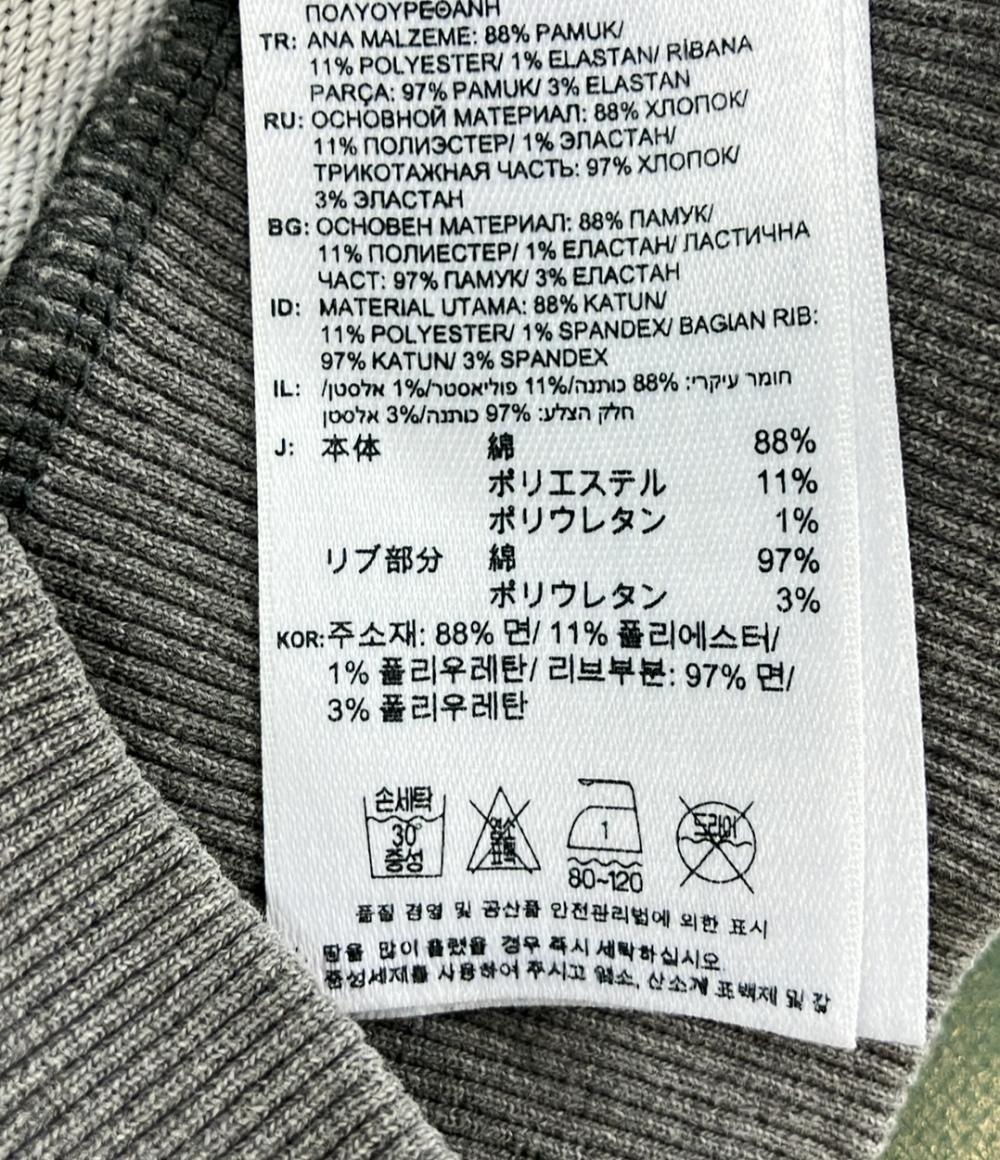 ΠΟΛΥΟΥΡΕΘΑΝΗ
TR: ANA MALZEME: 88% PAMUK/
11% POLYESTER/ 1% ELASTAN/ RİBANA
PARÇA: 97% PAMUK/ 3% ELASTAN
RU: ОСНОВНОЙ МАТЕРИАЛ: 88% ХЛОПОК/
11% ПОЛИЭСТЕР/ 1% ЭЛАСТАН/
ТРИКОТАЖНАЯ ЧАСТЬ: 97% ХЛОПОК/
3% ЭЛАСТАН
BG: ОСНОВЕН МАТЕРИАЛ: 88% ПАМУК/
11% ПОЛИЕСТЕР/ 1% ЕЛАСТАН/ ЛАСТИЧНА
ЧАСТ: 97% ПАМУК/ 3% ЕЛАСТАН
ID: MATERIAL UTAMA: 88% KATUN/
11% POLYESTER/ 1% SPANDEX/ BAGIAN RIB:
97% KATUN/ 3% SPANDEX
IL: חומר עיקרי: 88% כותנה/11% פוליאסטר/1% אלסטן/
חלק הצלע: 97% כותנה/3% אלסטן
J: 本体 綿 88%
ポリエステル 11%
ポリウレタン 1%
リブ部分 綿 97%
ポリウレタン 3%
KOR: 주소재: 88% 면/ 11% 폴리에스터/
1% 폴리우레탄/ 리브부분: 97% 면/
3% 폴리우레탄
손세탁
30°
중성
염소
표백
1
80~120
드라이
품질 경영 및 공산품 안전관리법에 의한 표시
땀을 많이 흘렸을 경우 즉시 세탁하십시오
중성세제를 사용하여 주시고 염소, 산소계 표백제 및 잡